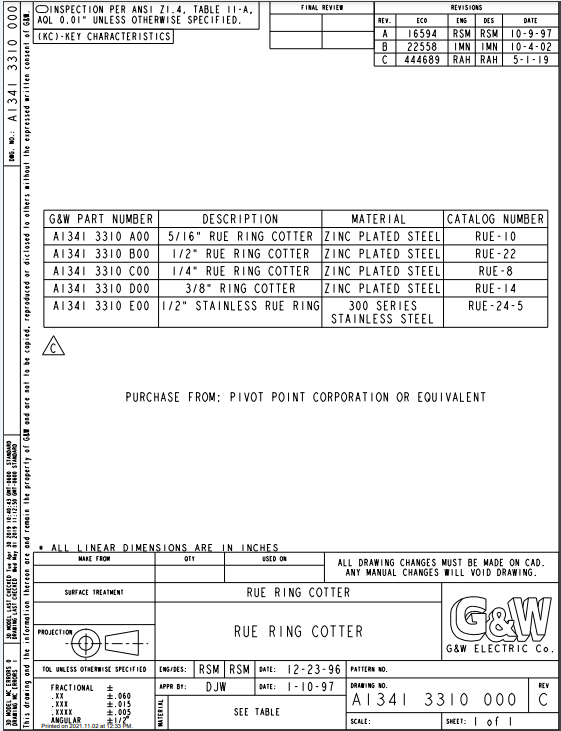 INSPECTION PER ANSI Z1.4, TABLE II-A,
AQL 0.01" UNLESS OTHERWISE SPECIFIED.
(KC)-KEY CHARACTERISTICS
FINAL REVIEW
REVISIONS
REV. ECO ENG DES DATE
A 16594 RSM RSM 10-9-97
B 22558 IMN IMN 10-4-02
C 444689 RAH RAH 5-1-19
DWG. NO.: A1341 3310 000
This drawing and the information thereon are and remain the property of G&W and are not to be copied, reproduced or diclosed to others without the expressed written consent of G&W.
G&W PART NUMBER DESCRIPTION MATERIAL CATALOG NUMBER
A1341 3310 A00 5/16" RUE RING COTTER ZINC PLATED STEEL RUE-10
A1341 3310 B00 1/2" RUE RING COTTER ZINC PLATED STEEL RUE-22
A1341 3310 C00 1/4" RUE RING COTTER ZINC PLATED STEEL RUE-8
A1341 3310 D00 3/8" RING COTTER ZINC PLATED STEEL RUE-14
A1341 3310 E00 1/2" STAINLESS RUE RING 300 SERIES RUE-24-5
STAINLESS STEEL
C
PURCHASE FROM: PIVOT POINT CORPORATION OR EQUIVALENT
3D MODEL LAST CHECKED Tue Apr 30 2019 10:40:43 GMT-0600 STANDARD
DRAWING LAST CHECKED Wed May 01 2019 11:12:50 GMT-0600 STANDARD
3D MODEL MC ERRORS 0
DRAWING MC ERRORS
* ALL LINEAR DIMENSIONS ARE IN INCHES
MAKE FROM QTY USED ON
ALL DRAWING CHANGES MUST BE MADE ON CAD.
ANY MANUAL CHANGES WILL VOID DRAWING.
SURFACE TREATMENT
RUE RING COTTER
PROJECTION
RUE RING COTTER
G&W
G&W ELECTRIC Co.
TOL UNLESS OTHERWISE SPECIFIED
ENG/DES: RSM RSM DATE: 12-23-96 PATTERN NO.
APPR BY: DJW DATE: 1-10-97
DRAWING NO. REV
A1341 3310 000 C
FRACTIONAL ±
.XX ±.060
.XXX ±.015
.XXXX ±.005
ANGULAR ±1/2°
MATERIAL
SEE TABLE
SCALE: SHEET: 1 of 1
Printed on 2021.11.02 at 12:33 PM.